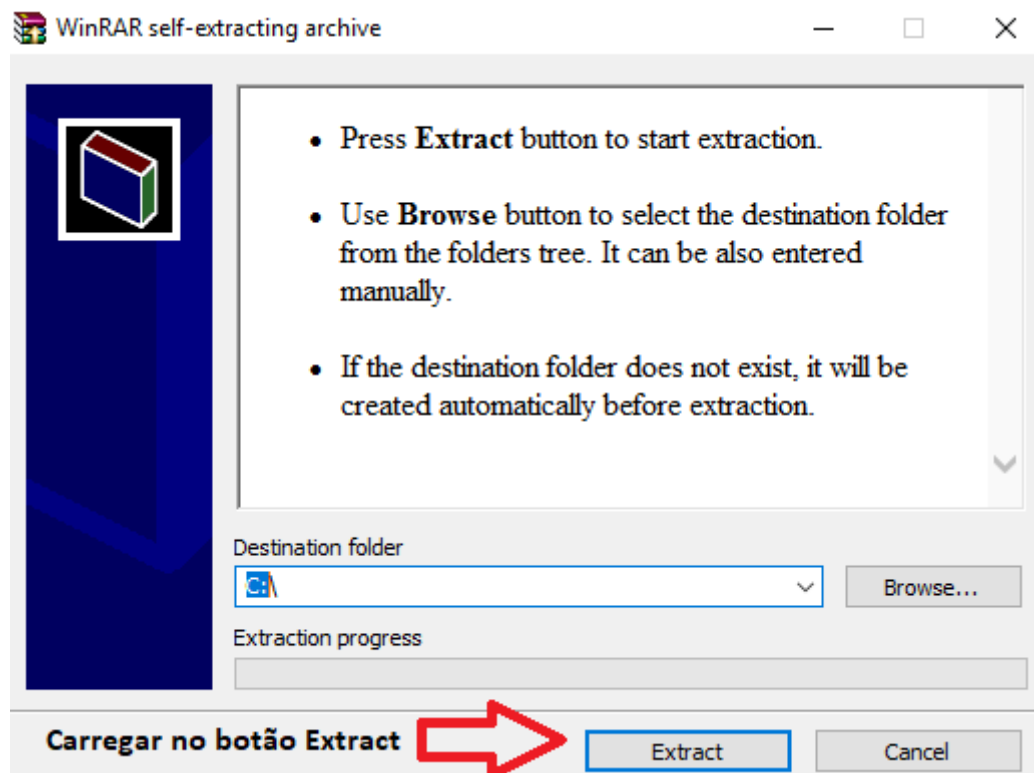 WinRAR self-extracting archive
• Press Extract button to start extraction.
• Use Browse button to select the destination folder
from the folders tree. It can be also entered
manually.
• If the destination folder does not exist, it will be
created automatically before extraction.
Destination folder
C:\
Browse...
Extraction progress
Carregar no botão Extract
Extract
Cancel